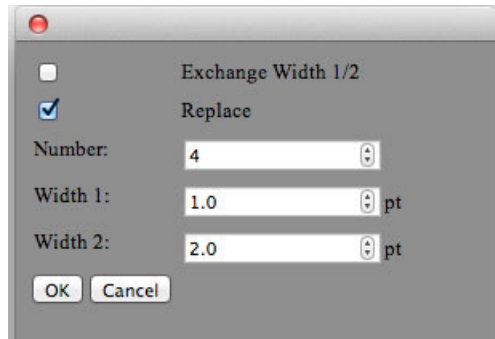 Exchange Width 1/2
Replace
Number: 4
Width 1: 1.0 pt
Width 2: 2.0 pt
OK Cancel